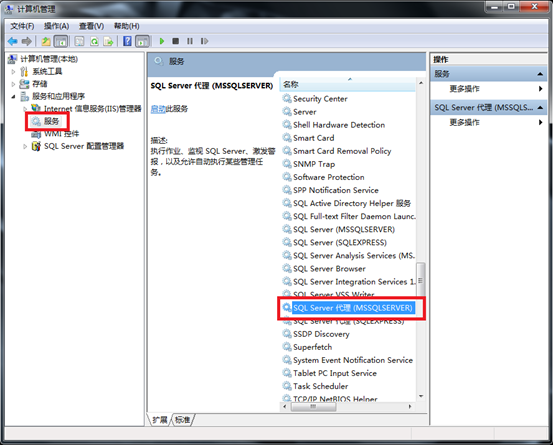 计算机管理
文件(F) 操作(A) 查看(V) 帮助(H)
计算机管理(本地)
系统工具
存储
服务和应用程序
Internet 信息服务(IIS)管理器
服务
WMI 控件
SQL Server 配置管理器
服务
SQL Server 代理 (MSSQLSERVER)
启动此服务
描述:
执行作业、监视 SQL Server、激发警
报，以及允许自动执行某些管理任
务。
名称
Security Center
Server
Shell Hardware Detection
Smart Card
Smart Card Removal Policy
SNMP Trap
Software Protection
SPP Notification Service
SQL Active Directory Helper 服务
SQL Full-text Filter Daemon Launc...
SQL Server (MSSQLSERVER)
SQL Server (SQLEXPRESS)
SQL Server Analysis Services (MS...
SQL Server Browser
SQL Server Integration Services 1...
SQL Server VSS Writer
SQL Server 代理 (MSSQLSERVER)
SQL Server 代理 (SQLEXPRESS)
SSDP Discovery
Superfetch
System Event Notification Service
Tablet PC Input Service
Task Scheduler
TCP/IP NetBIOS Helper
扩展 标准
操作
服务
更多操作
SQL Server 代理 (MSSQLS...
更多操作